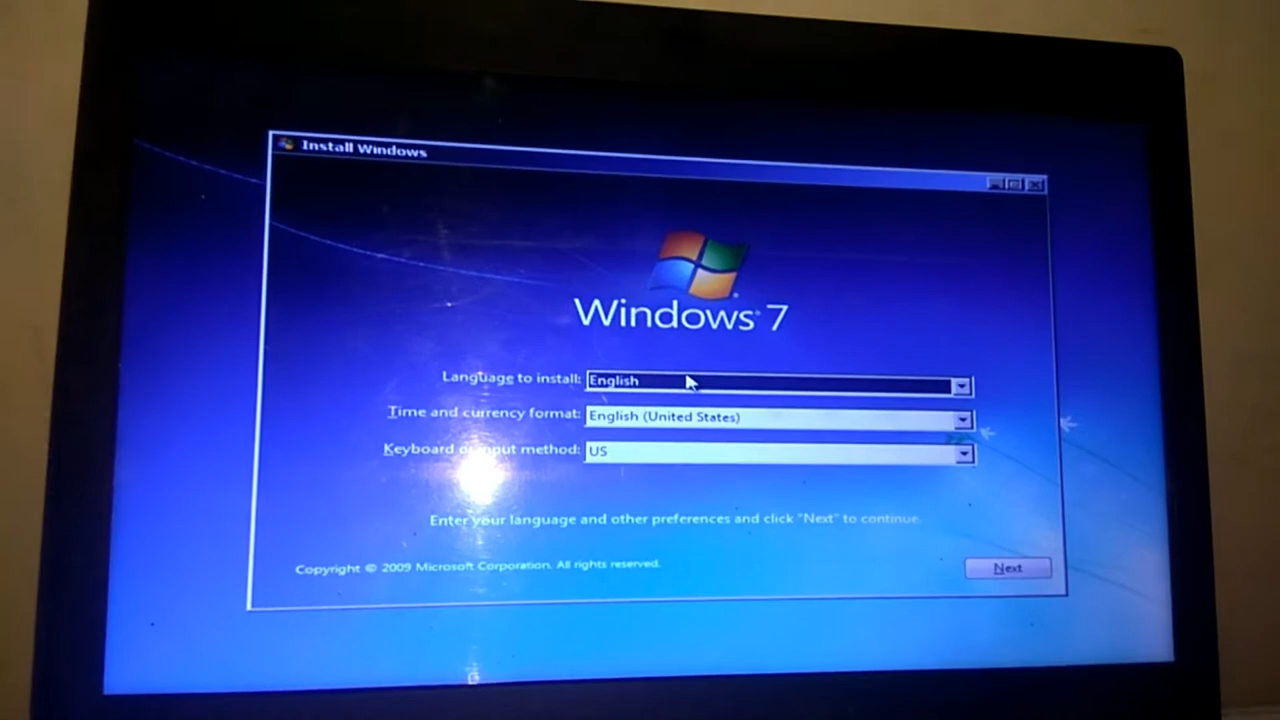 Install Windows
Windows 7
Language to install: English
Time and currency format: English (United States)
Keyboard or input method: US
Enter your language and other preferences and click "Next" to continue.
Copyright © 2009 Microsoft Corporation. All rights reserved.
Next